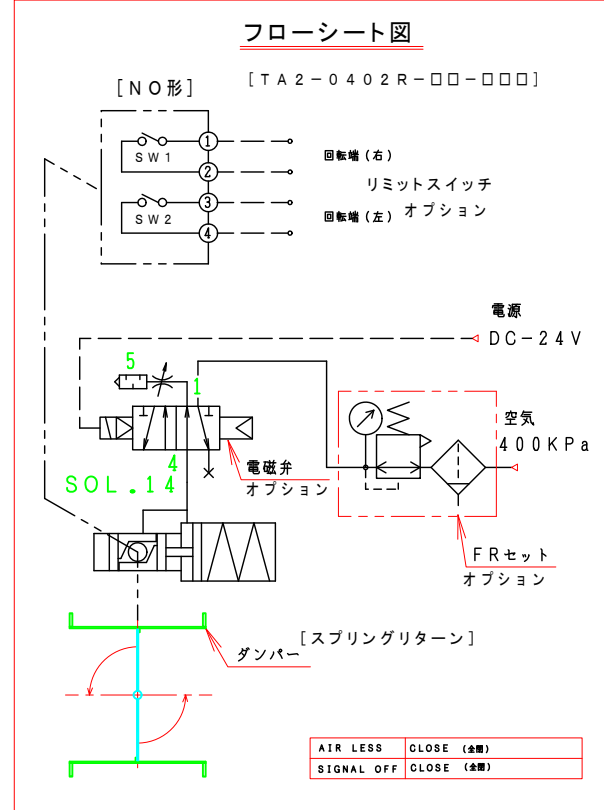 フローシート図
[NO形]
[TA2-0402R-□□-□□□]
1
SW1
2
回転端(右)
リミットスイッチ
3
SW2
回転端(左)
オプション
4
電源
DC-24V
5
1
空気
400KPa
4
電磁弁
SOL.14
オプション
FRセット
オプション
[スプリングリターン]
ダンパー
AIR LESS CLOSE (全閉)
SIGNAL OFF CLOSE (全閉)